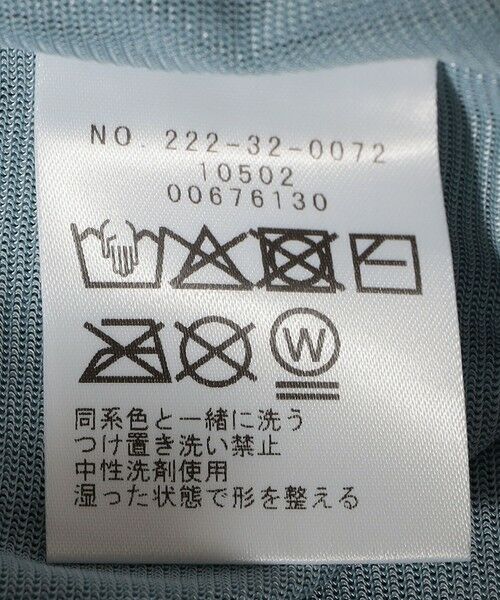 NO. 222-32-0072
10502
00676130
W
同系色と一緒に洗う
つけ置き洗い禁止
中性洗剤使用
湿った状態で形を整える